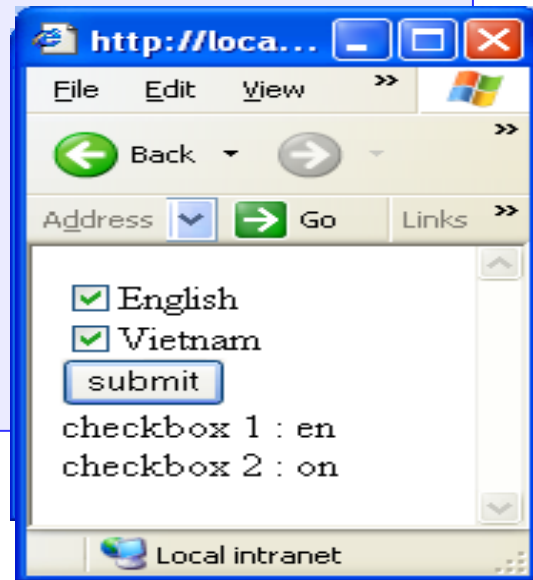 http://loca...
File Edit View »
Back »
Address Go Links »
English
Vietnam
submit
checkbox 1 : en
checkbox 2 : on
Local intranet